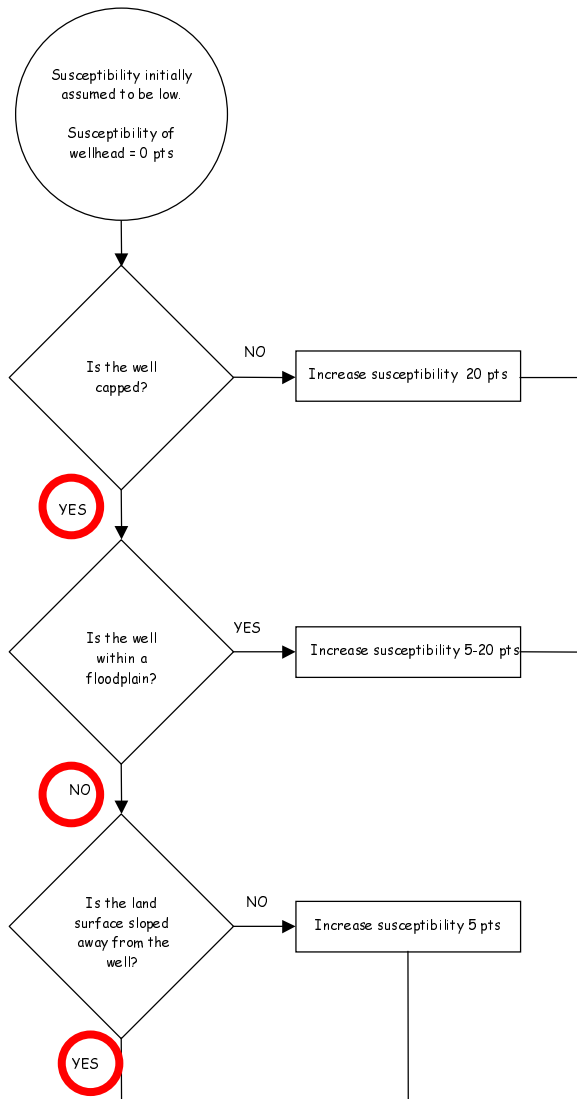 Susceptibility initially
assumed to be low.
Susceptibility of
wellhead = 0 pts
Is the well
capped?
NO
Increase susceptibility 20 pts
YES
Is the well
within a
floodplain?
YES
Increase susceptibility 5-20 pts
NO
Is the land
surface sloped
away from the
well?
NO
Increase susceptibility 5 pts
YES